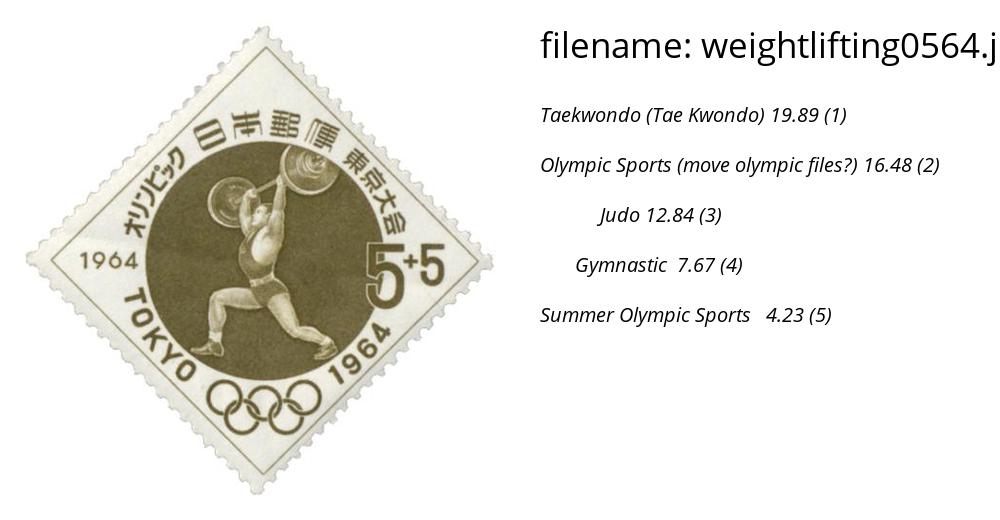 日本郵便
オリンピック
東京大会
1964
5+5
TOKYO
1964
filename: weightlifting0564.j
Taekwondo (Tae Kwondo) 19.89 (1)
Olympic Sports (move olympic files?) 16.48 (2)
Judo 12.84 (3)
Gymnastic 7.67 (4)
Summer Olympic Sports 4.23 (5)